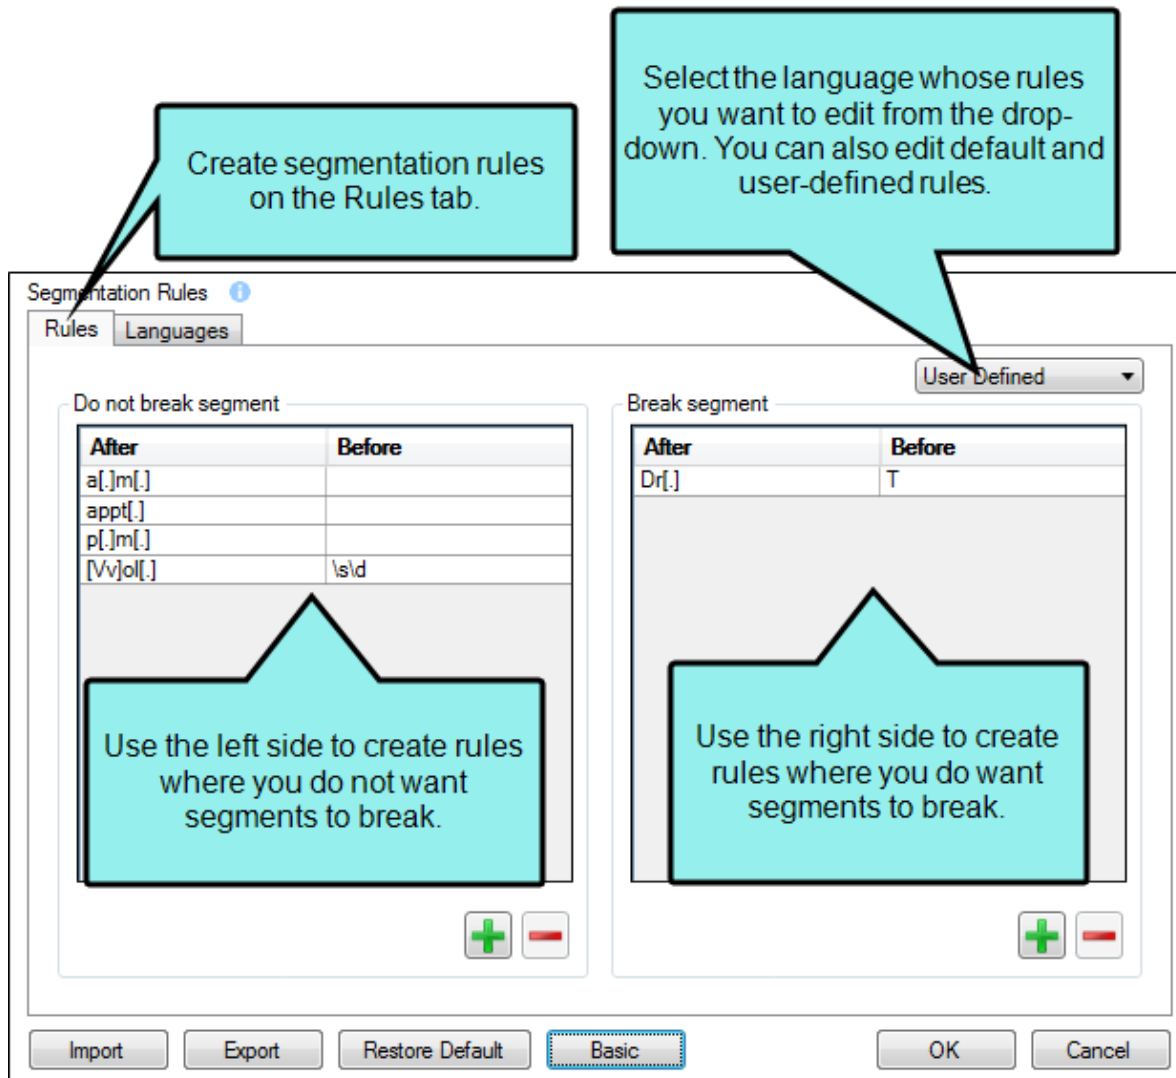 Select the language whose rules
you want to edit from the drop-
down. You can also edit default and
user-defined rules.
Create segmentation rules
on the Rules tab.
Segmentation Rules
Rules Languages
User Defined
Do not break segment
After Before
a[.]m[.]
appt[.]
p[.]m[.]
[Vv]ol[.] \s\d
Use the left side to create rules
where you do not want
segments to break.
Break segment
After Before
Dr[.] T
Use the right side to create
rules where you do want
segments to break.
Import Export Restore Default Basic OK Cancel